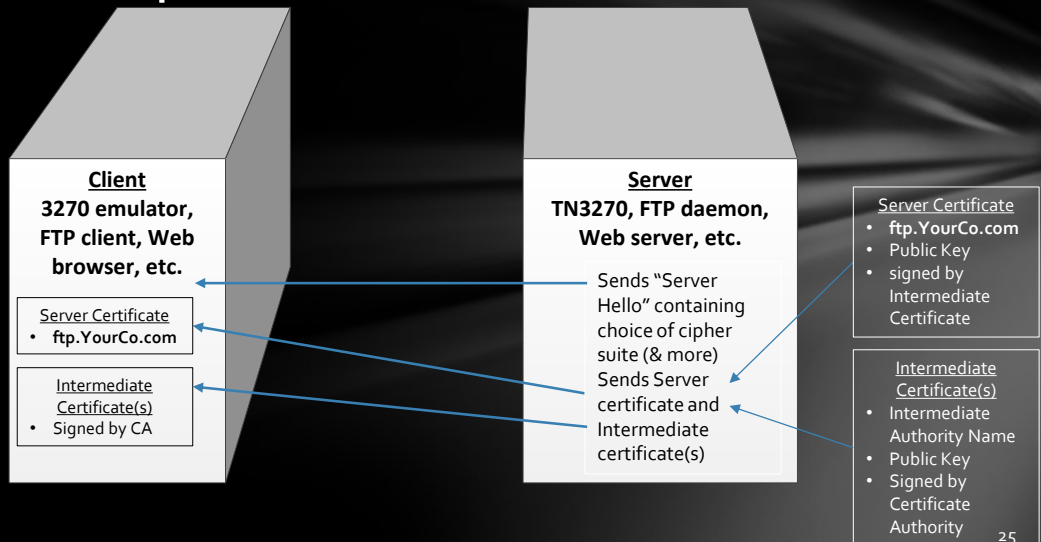 Client
3270 emulator,
FTP client, Web
browser, etc.
Server Certificate
• ftp.YourCo.com
Intermediate
Certificate(s)
• Signed by CA
Server
TN3270, FTP daemon,
Web server, etc.
Sends “Server
Hello” containing
choice of cipher
suite (& more)
Sends Server
certificate and
Intermediate
certificate(s)
Server Certificate
• ftp.YourCo.com
• Public Key
• signed by
Intermediate
Certificate
Intermediate
Certificate(s)
• Intermediate
Authority Name
• Public Key
• Signed by
Certificate
Authority
25